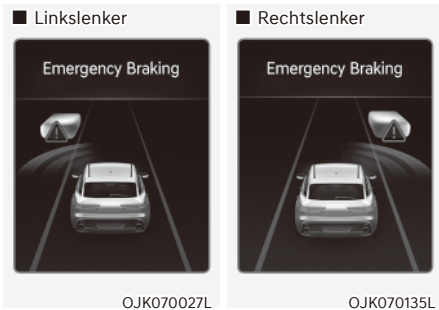 ■ Linkslenker
Emergency Braking
OJK070027L
■ Rechtslenker
Emergency Braking
OJK070135L